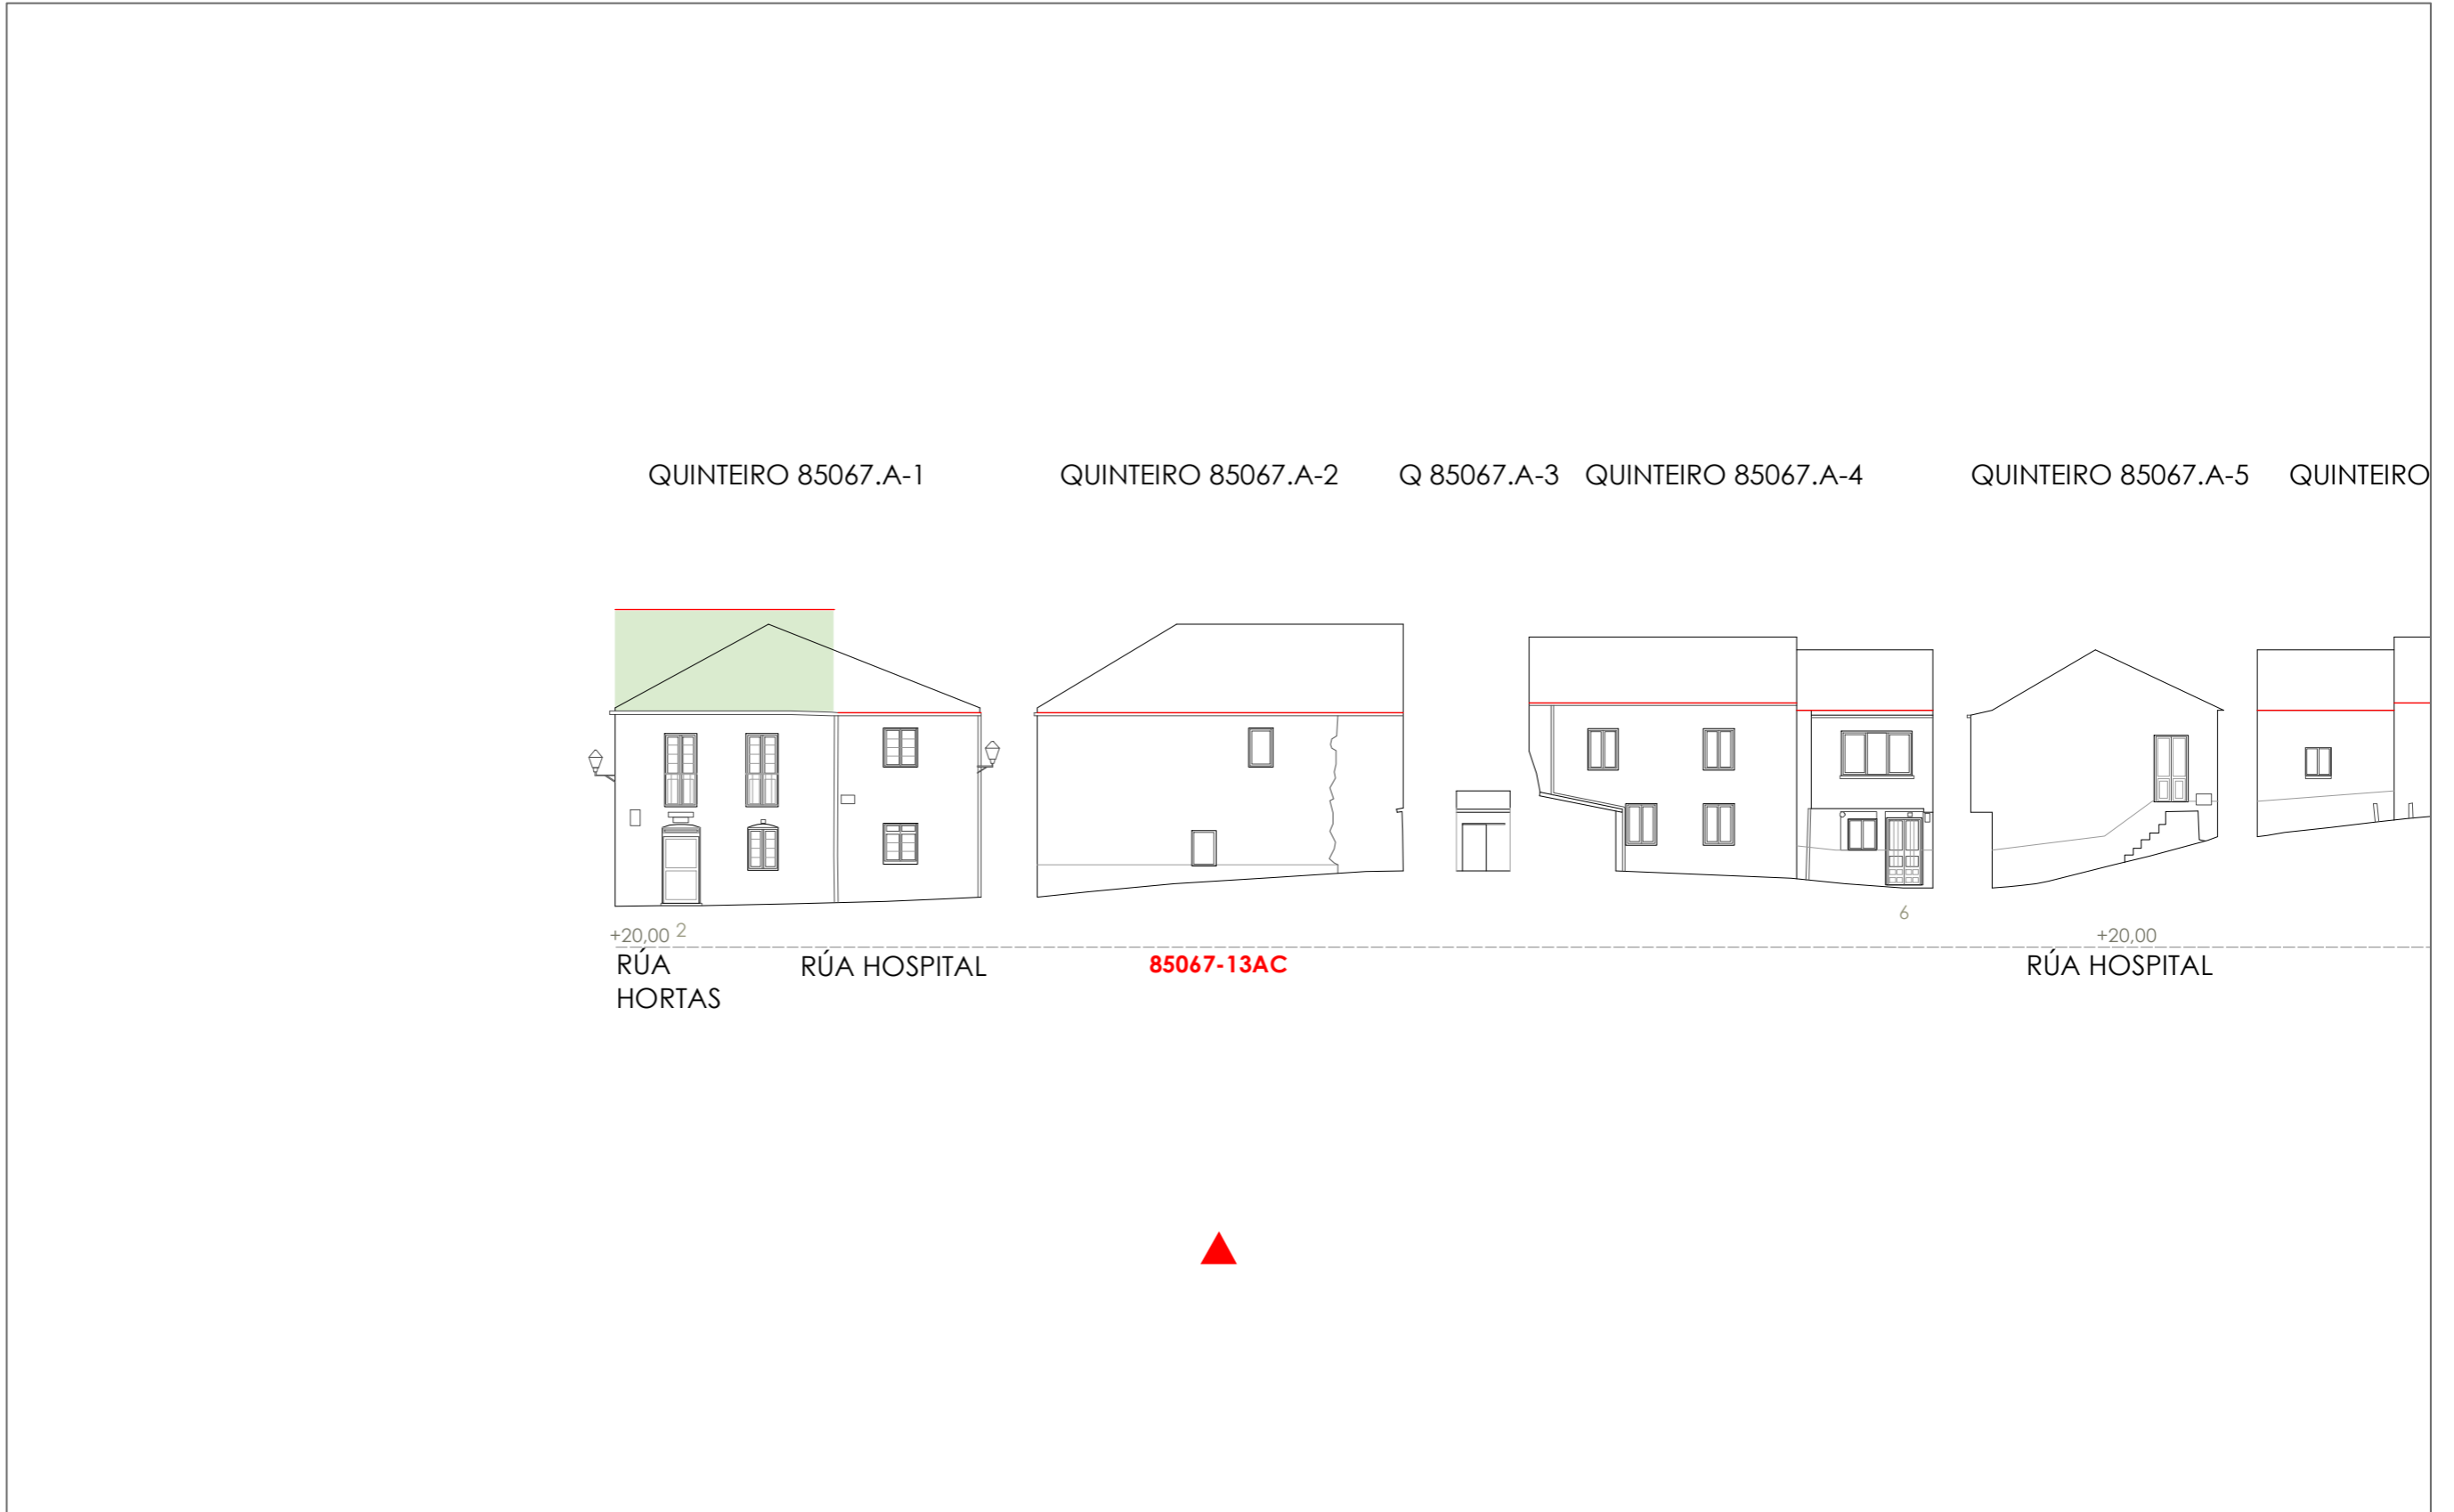 QUINTEIRO 85067.A-1
QUINTEIRO 85067.A-2
Q 85067.A-3
QUINTEIRO 85067.A-4
QUINTEIRO 85067.A-5
QUINTEIRO
+20,00
2
6
+20,00
RÚA
HORTAS
RÚA HOSPITAL
85067-13AC
RÚA HOSPITAL